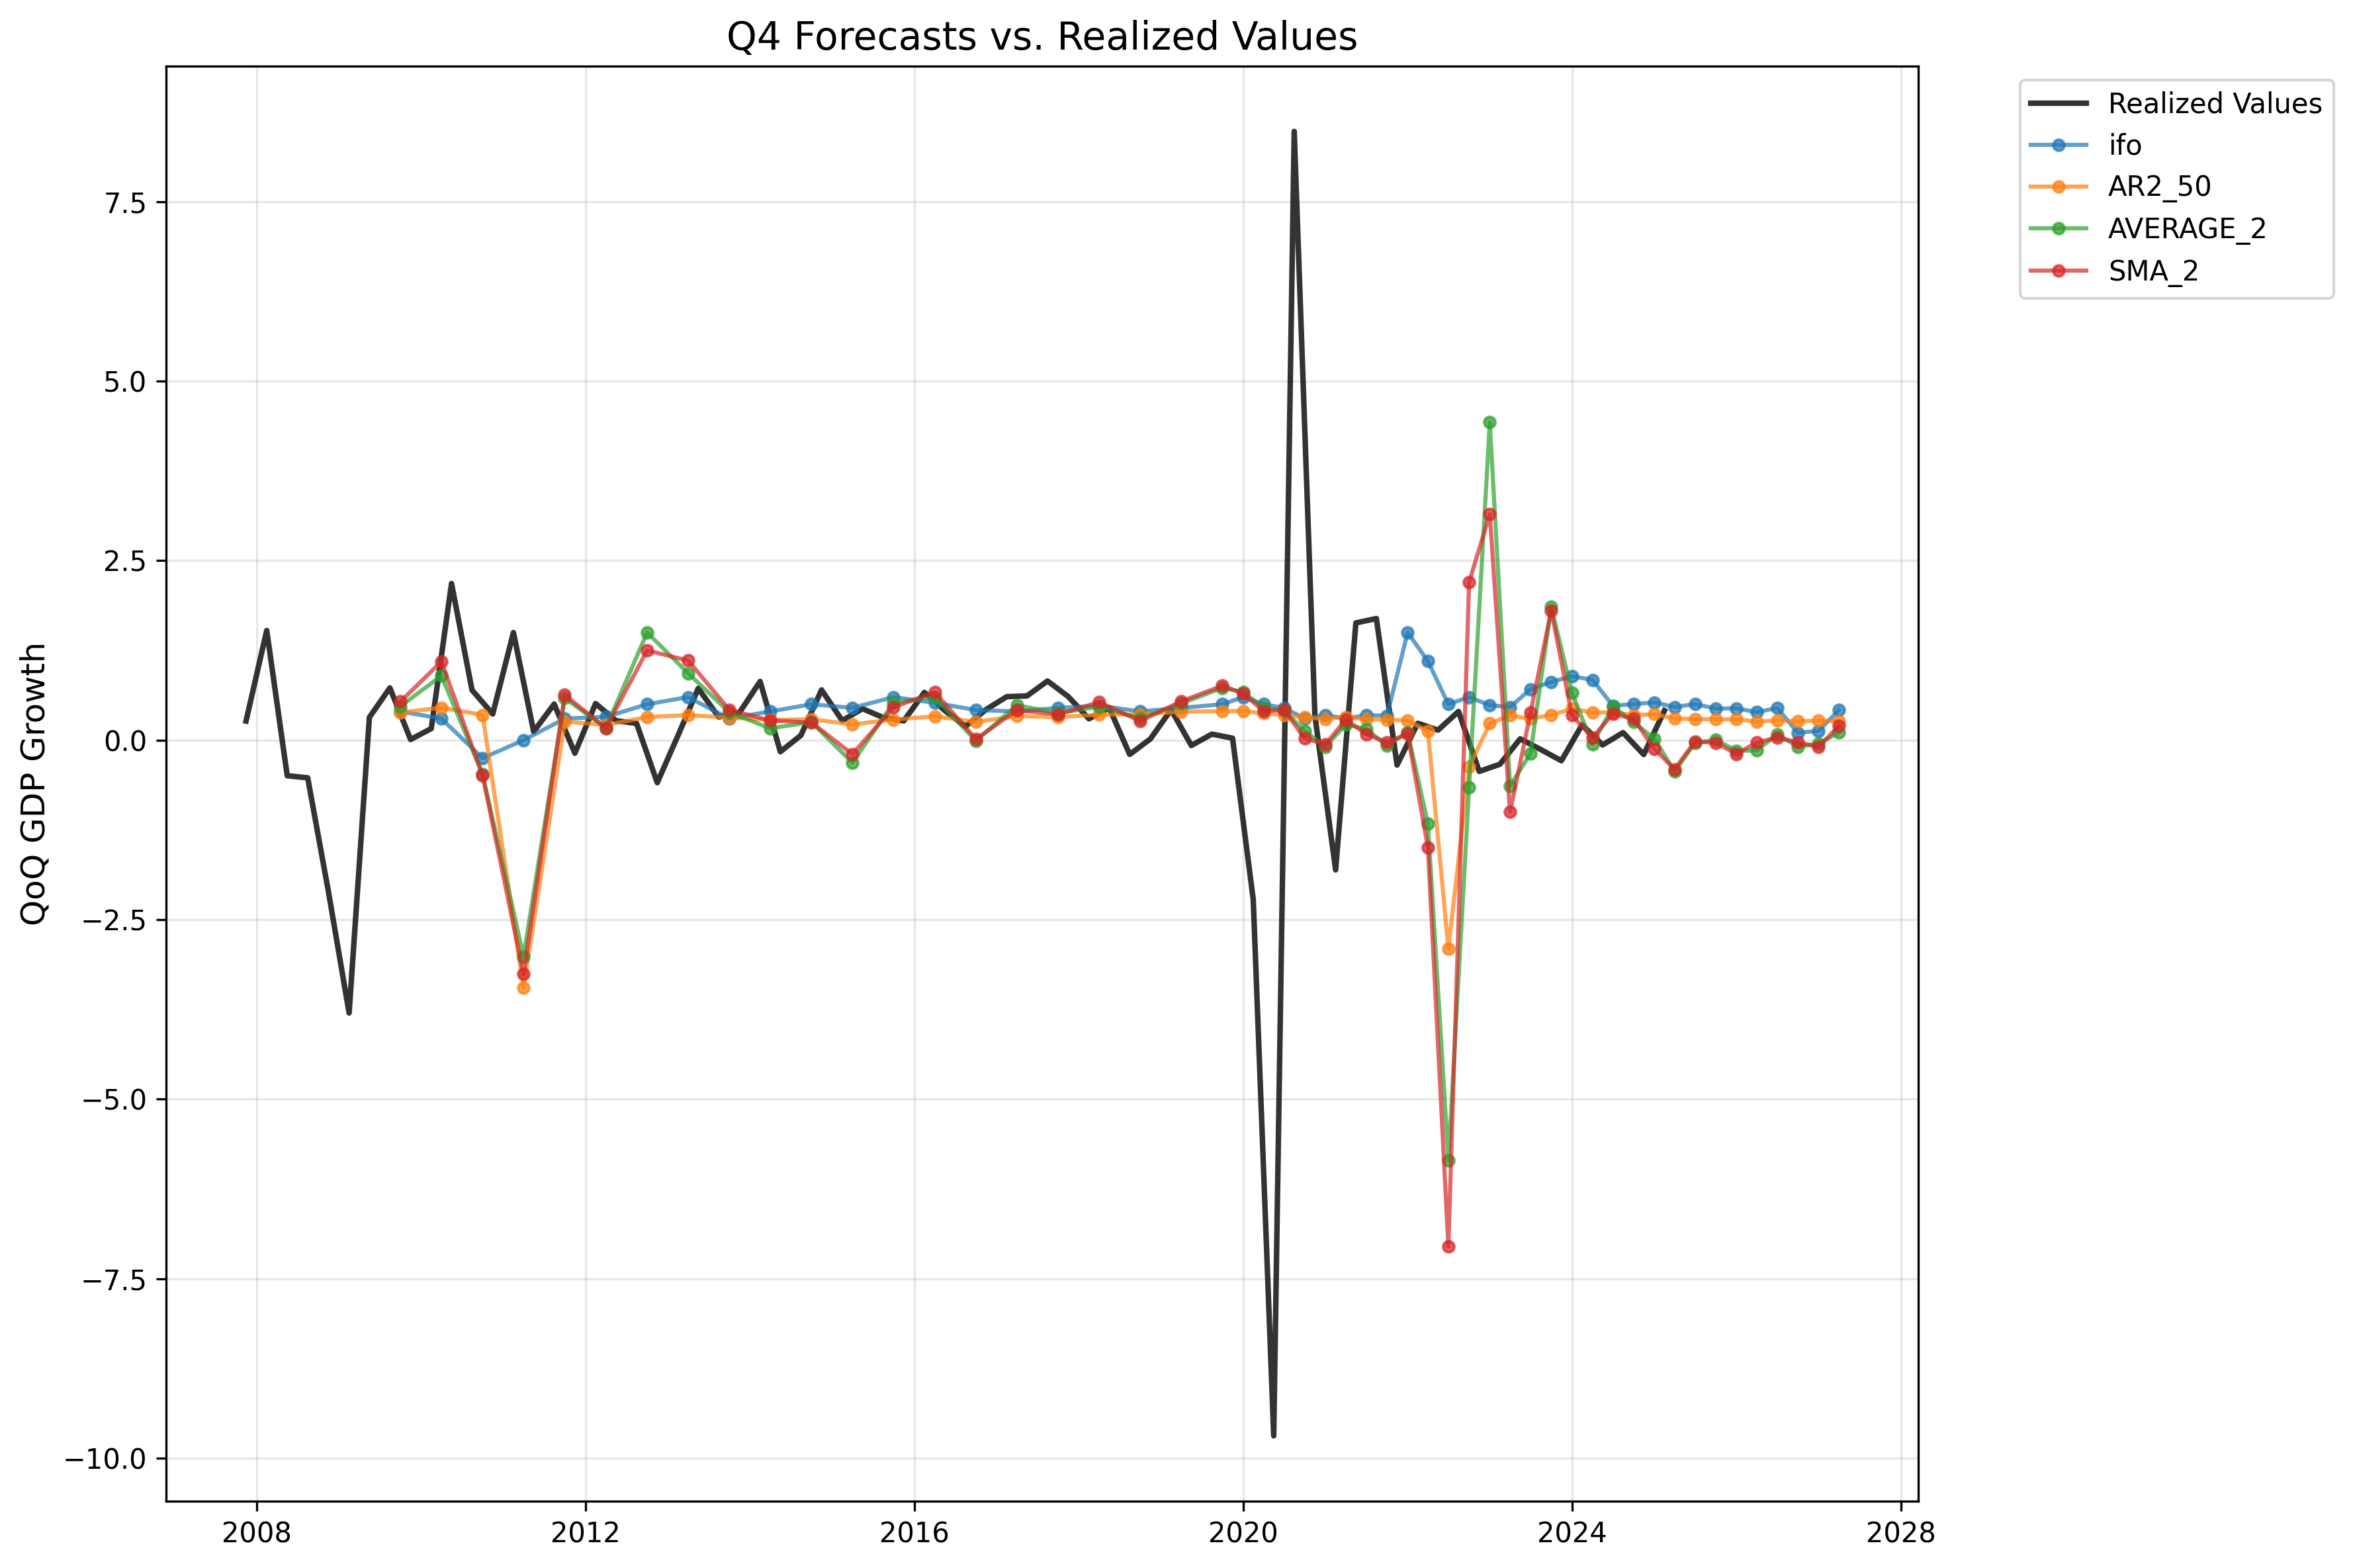 Q4 Forecasts vs. Realized Values
QoQ GDP Growth
7.5
5.0
2.5
0.0
−2.5
−5.0
−7.5
−10.0
2008
2012
2016
2020
2024
2028
Realized Values
ifo
AR2_50
AVERAGE_2
SMA_2